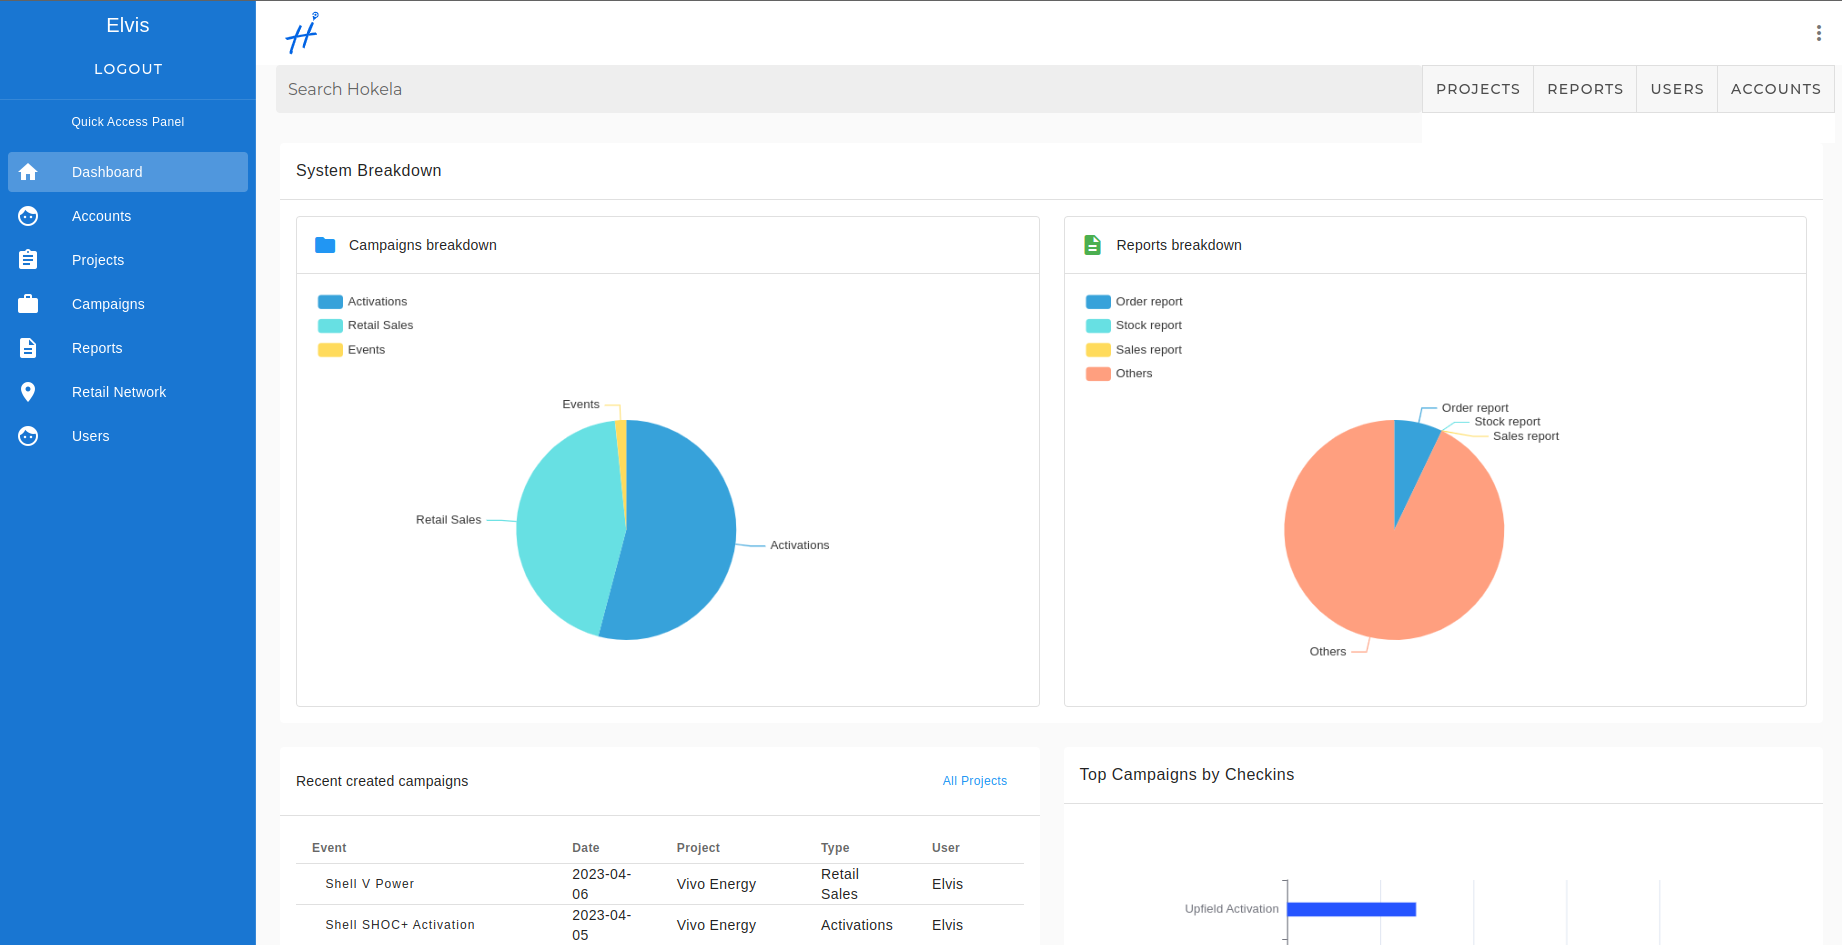 Elvis
LOGOUT
Quick Access Panel
Dashboard
Accounts
Projects
Campaigns
Reports
Retail Network
Users
Search Hokela
PROJECTS
REPORTS
USERS
ACCOUNTS
System Breakdown
Campaigns breakdown
Activations
Retail Sales
Events
Events
Retail Sales
Activations
Reports breakdown
Order report
Stock report
Sales report
Others
Order report
Stock report
Sales report
Others
Recent created campaigns
All Projects
Event Date Project Type User
Shell V Power 2023-04-06 Vivo Energy Retail Sales Elvis
Shell SHOC+ Activation 2023-04-05 Vivo Energy Activations Elvis
Top Campaigns by Checkins
Upfield Activation